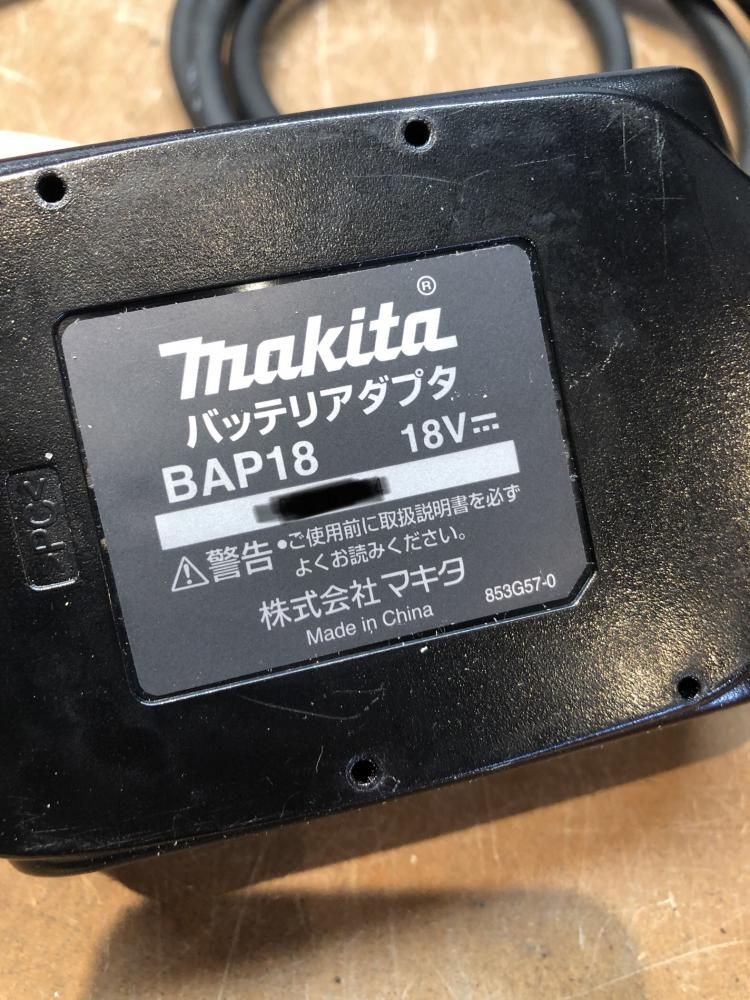 makita®
バッテリアダプタ
BAP18 18V⎓
⚠警告 •ご使用前に取扱説明書を必ず
よくお読みください。
株式会社マキタ
853G57-0
Made in China
>PC<